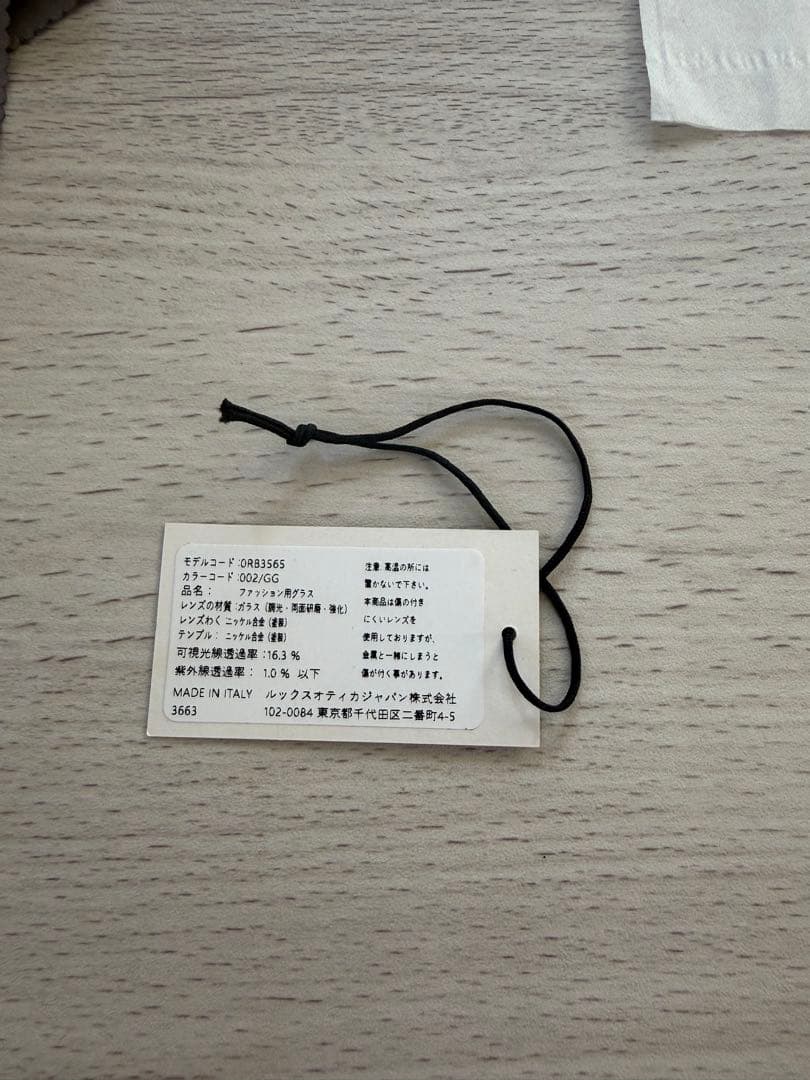 モデルコード:0RB3565
カラーコード:002/GG
品名: ファッション用グラス
レンズの材質:ガラス(調光・両面研磨・強化)
レンズわく:ニッケル合金(塗装)
テンプル:ニッケル合金(塗装)
可視光線透過率:16.3 %
紫外線透過率: 1.0 % 以下
注意.高温の所には
置かないで下さい。
本商品は傷の付き
にくいレンズを
使用しておりますが、
金属と一緒にしまうと
傷が付く事があります。
MADE IN ITALY ルックスオティカジャパン株式会社
3663 102-0084 東京都千代田区二番町4-5